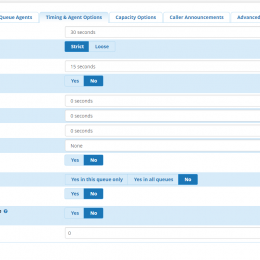 Queue Agents Timing & Agent Options Capacity Options Caller Announcements Advanced
30 seconds
Strict Loose
15 seconds
Yes No
0 seconds
0 seconds
0 seconds
None
Yes No
Yes in this queue only Yes in all queues No
Yes No
Yes No
0